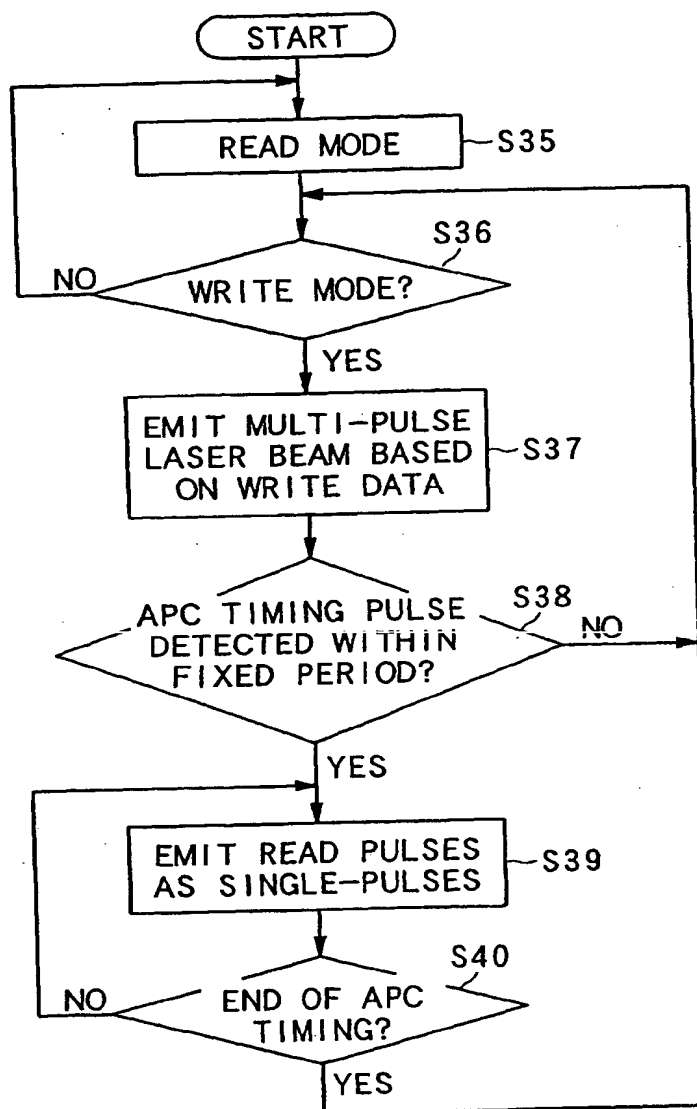 START
READ MODE
S35
S36
NO
WRITE MODE?
YES
EMIT MULTI-PULSE
LASER BEAM BASED
ON WRITE DATA
S37
APC TIMING PULSE
DETECTED WITHIN
FIXED PERIOD?
S38
NO
YES
EMIT READ PULSES
AS SINGLE-PULSES
S39
S40
NO
END OF APC
TIMING?
YES